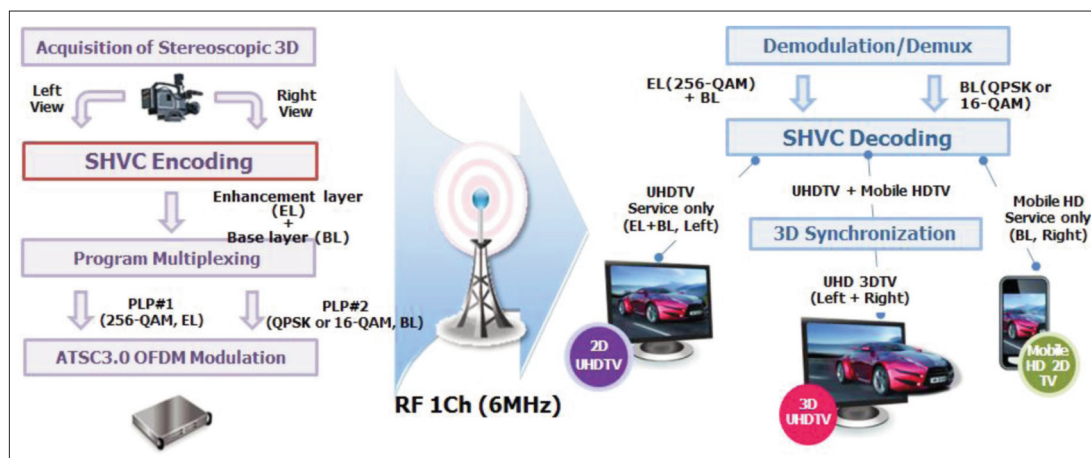 Acquisition of Stereoscopic 3D
Left
View
Right
View
SHVC Encoding
Enhancement layer
(EL)
+
Base layer (BL)
Program Multiplexing
PLP#1
(256-QAM, EL)
PLP#2
(QPSK or 16-QAM, BL)
ATSC3.0 OFDM Modulation
RF 1Ch (6MHz)
Demodulation/Demux
EL(256-QAM)
+ BL
BL(QPSK or
16-QAM)
SHVC Decoding
UHDTV
Service only
(EL+BL, Left)
UHDTV + Mobile HDTV
Mobile HD
Service only
(BL, Right)
3D Synchronization
UHD 3DTV
(Left + Right)
2D
UHDTV
3D
UHDTV
Mobile
HD 2D
TV